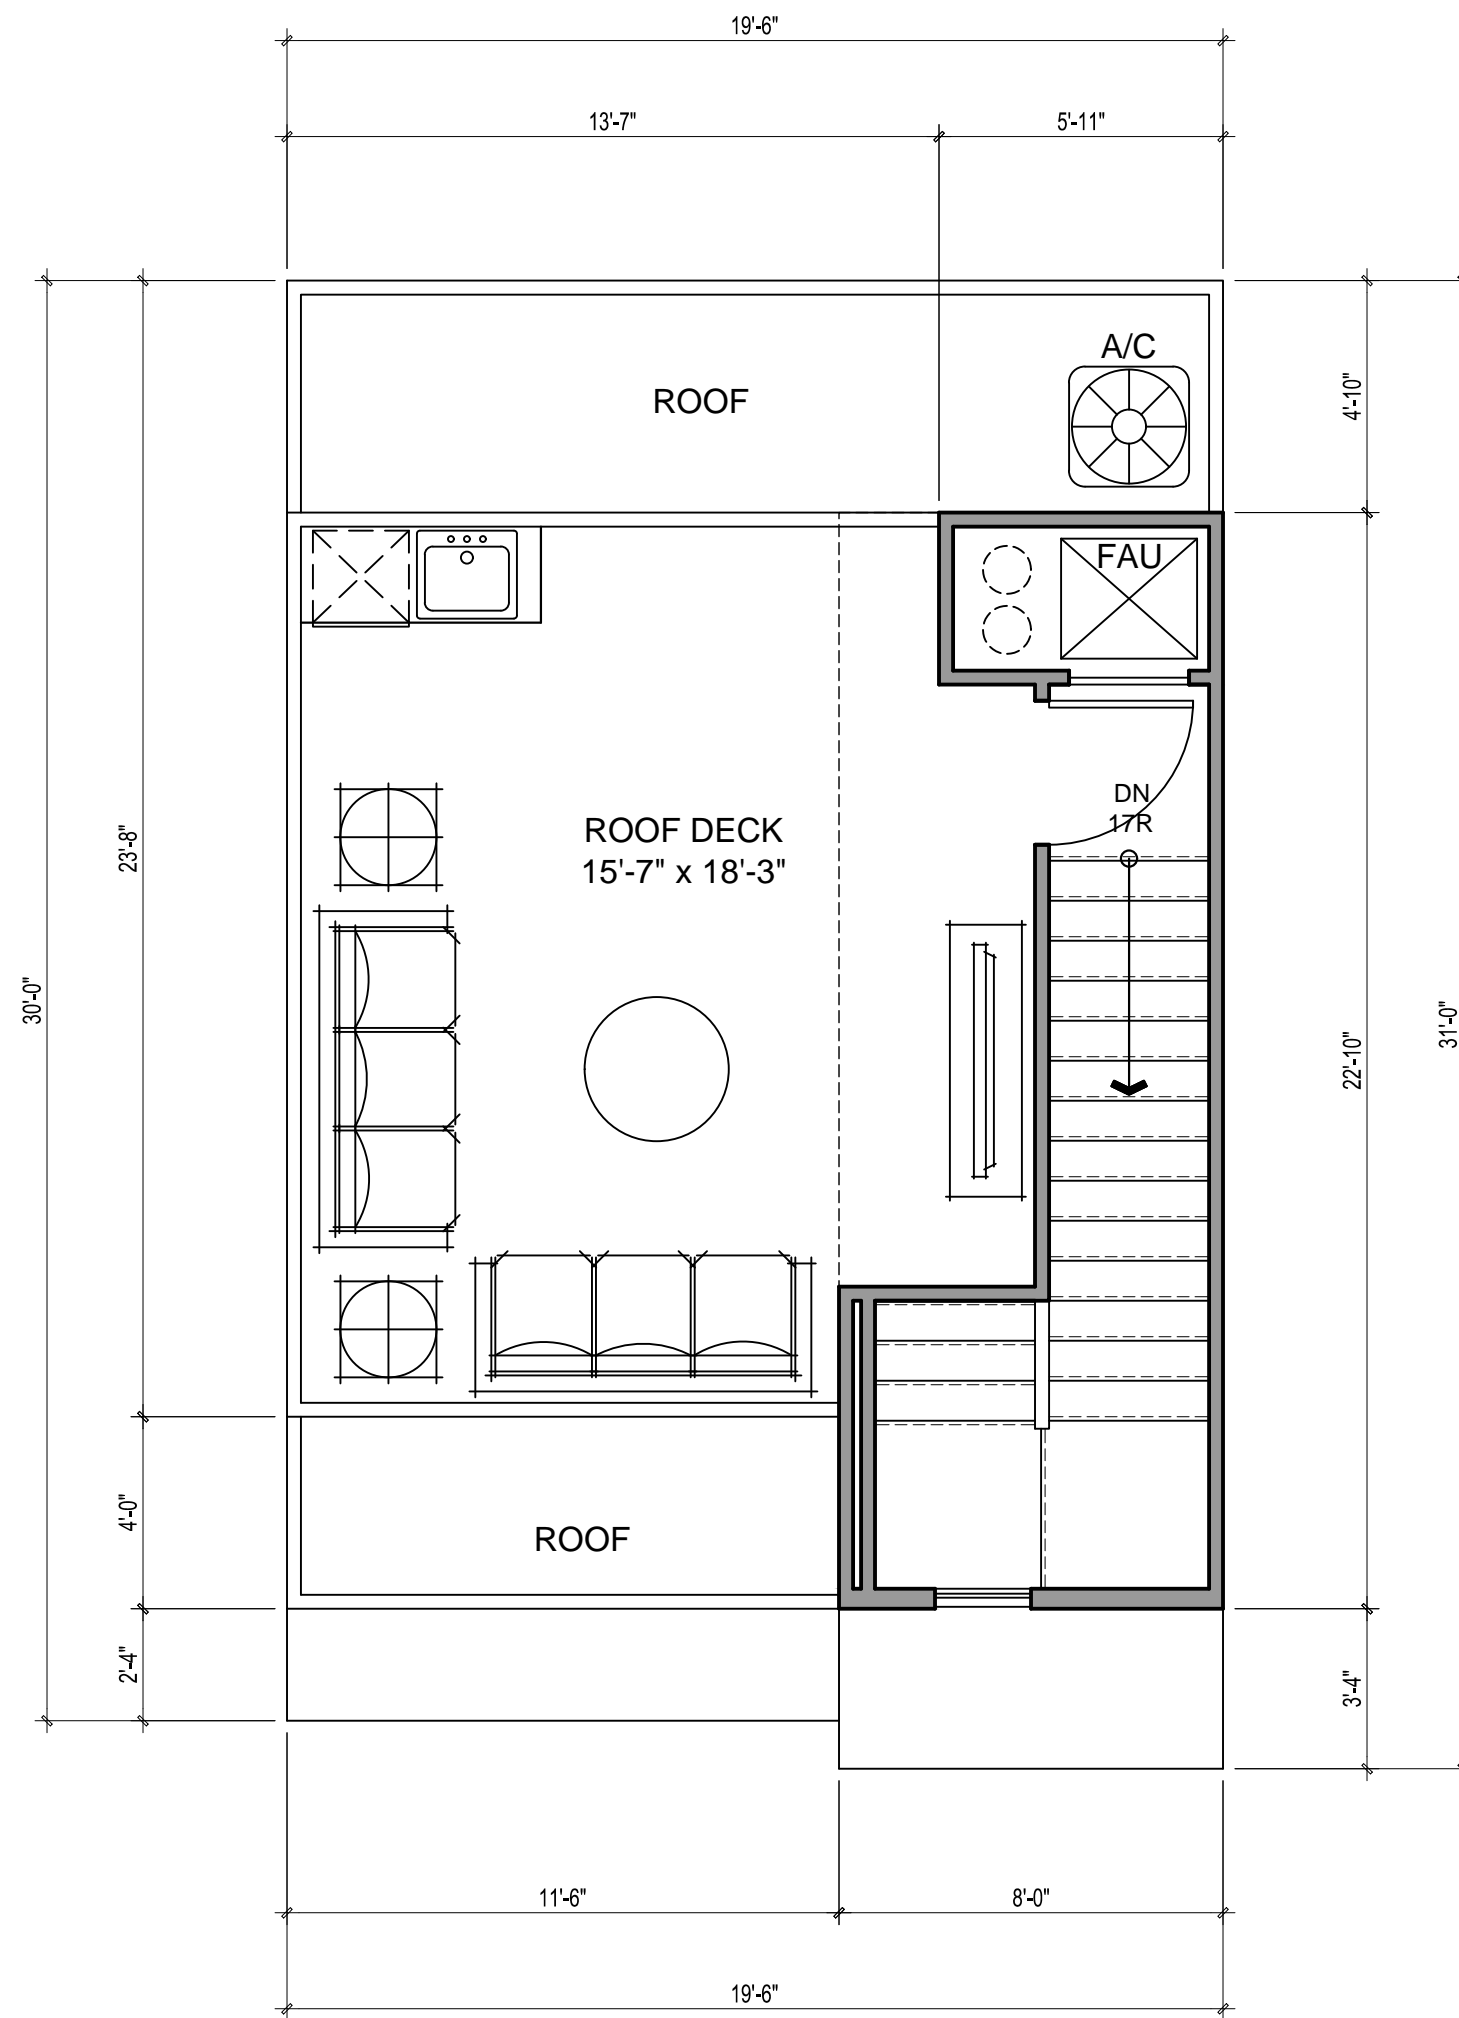 19'-6"
13'-7"
5'-11"
A/C
ROOF
4'-10"
FAU
DN
17R
ROOF DECK
15'-7" x 18'-3"
23'-8"
30'-0"
31'-0"
22'-10"
4'-0"
ROOF
2'-4"
3'-4"
11'-6"
8'-0"
19'-6"